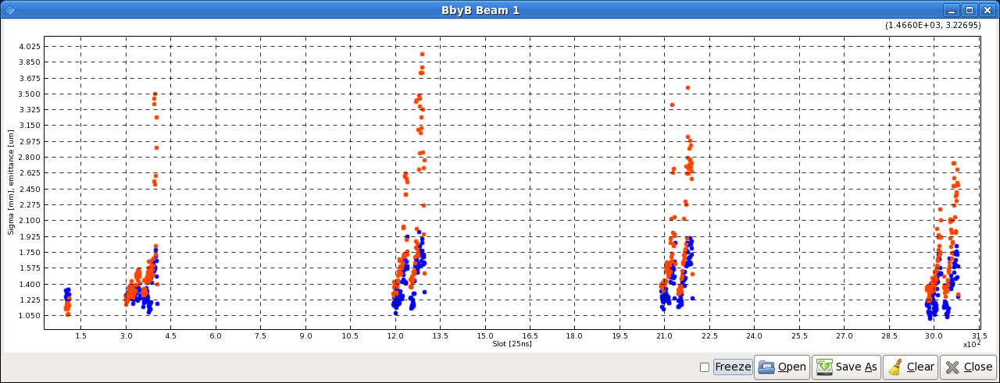 BbyB Beam 1
(1.4660E+03, 3.22695)
4.025
3.850
3.675
3.500
3.325
3.150
2.975
2.800
2.625
2.450
2.275
2.100
1.925
1.750
1.575
1.400
1.225
1.050
Sigma [mm], emittance [um]
1.5 3.0 4.5 6.0 7.5 9.0 10.5 12.0 13.5 15.0 16.5 18.0 19.5 21.0 22.5 24.0 25.5 27.0 28.5 30.0 31.5
Slot [25ns]
x10²
Freeze Open Save As Clear Close